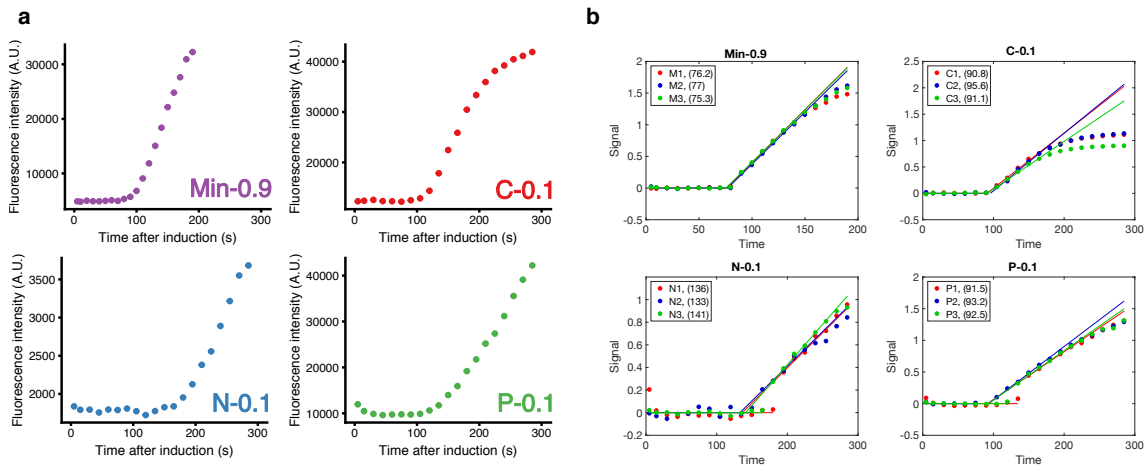 a
Fluorescence intensity (A.U.)
30000
20000
10000
0 100 200 300
Time after induction (s)
Min-0.9
Fluorescence intensity (A.U.)
40000
20000
0 100 200 300
Time after induction (s)
C-0.1
Fluorescence intensity (A.U.)
3500
3000
2500
2000
0 100 200 300
Time after induction (s)
N-0.1
Fluorescence intensity (A.U.)
40000
30000
20000
10000
0 100 200 300
Time after induction (s)
P-0.1
b
Min-0.9
M1, (76.2)
M2, (77)
M3, (75.3)
Signal
2
1.5
1
0.5
0
-0.5
0 50 100 150 200
Time
C-0.1
C1, (90.8)
C2, (95.6)
C3, (91.1)
Signal
2.5
2
1.5
1
0.5
0
-0.5
0 100 200 300
Time
N-0.1
N1, (136)
N2, (133)
N3, (141)
Signal
1
0.8
0.6
0.4
0.2
0
-0.2
0 100 200 300
Time
P-0.1
P1, (91.5)
P2, (93.2)
P3, (92.5)
Signal
2
1.5
1
0.5
0
-0.5
0 100 200 300
Time